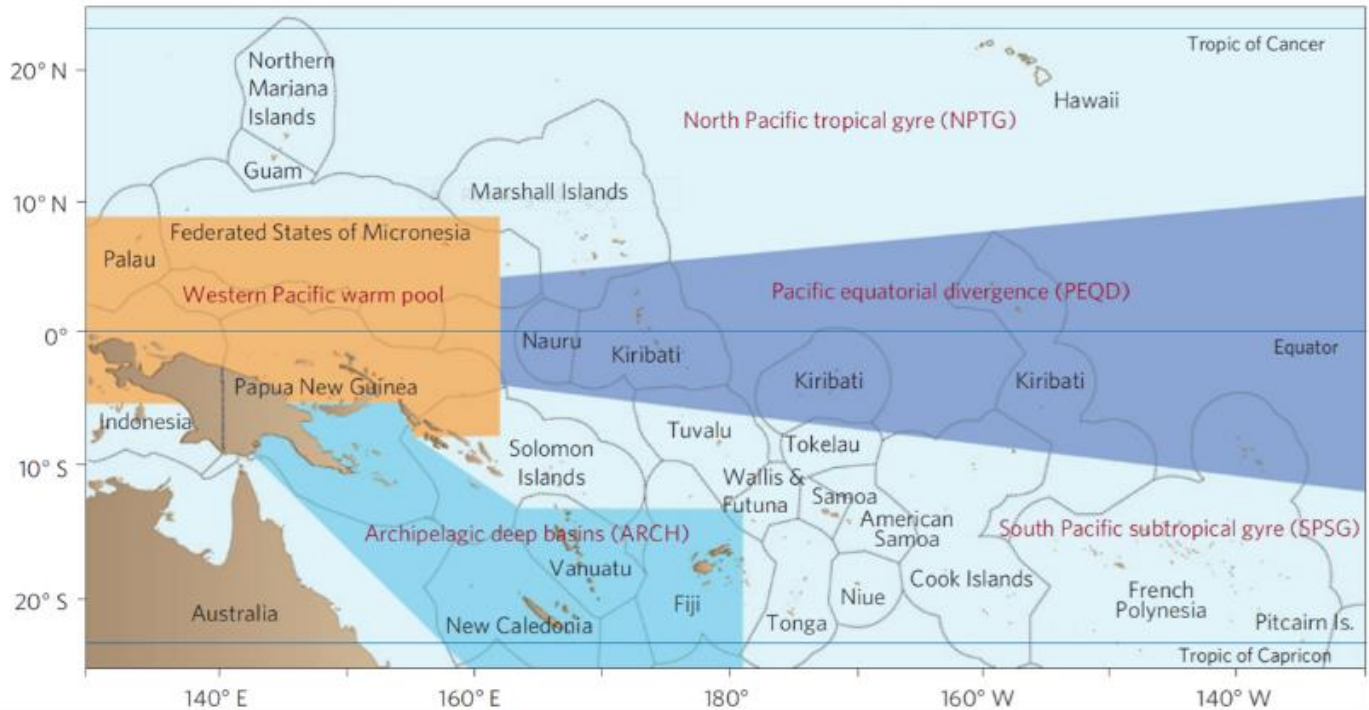 Tropic of Cancer
20° N
Northern
Mariana
Islands
Hawaii
North Pacific tropical gyre (NPTG)
Guam
Marshall Islands
10° N
Federated States of Micronesia
Palau
Western Pacific warm pool
Pacific equatorial divergence (PEQD)
0°
Nauru
Kiribati
Equator
Papua New Guinea
Kiribati
Kiribati
Indonesia
Tuvalu
Tokelau
Solomon
Islands
10° S
Wallis &
Futuna
Samoa
American
Samoa
Archipelagic deep basins (ARCH)
South Pacific subtropical gyre (SPSG)
Vanuatu
Cook Islands
Fiji
Niue
French
Polynesia
20° S
Australia
New Caledonia
Tonga
Pitcairn Is.
Tropic of Capricon
140° E
160° E
180°
160° W
140° W